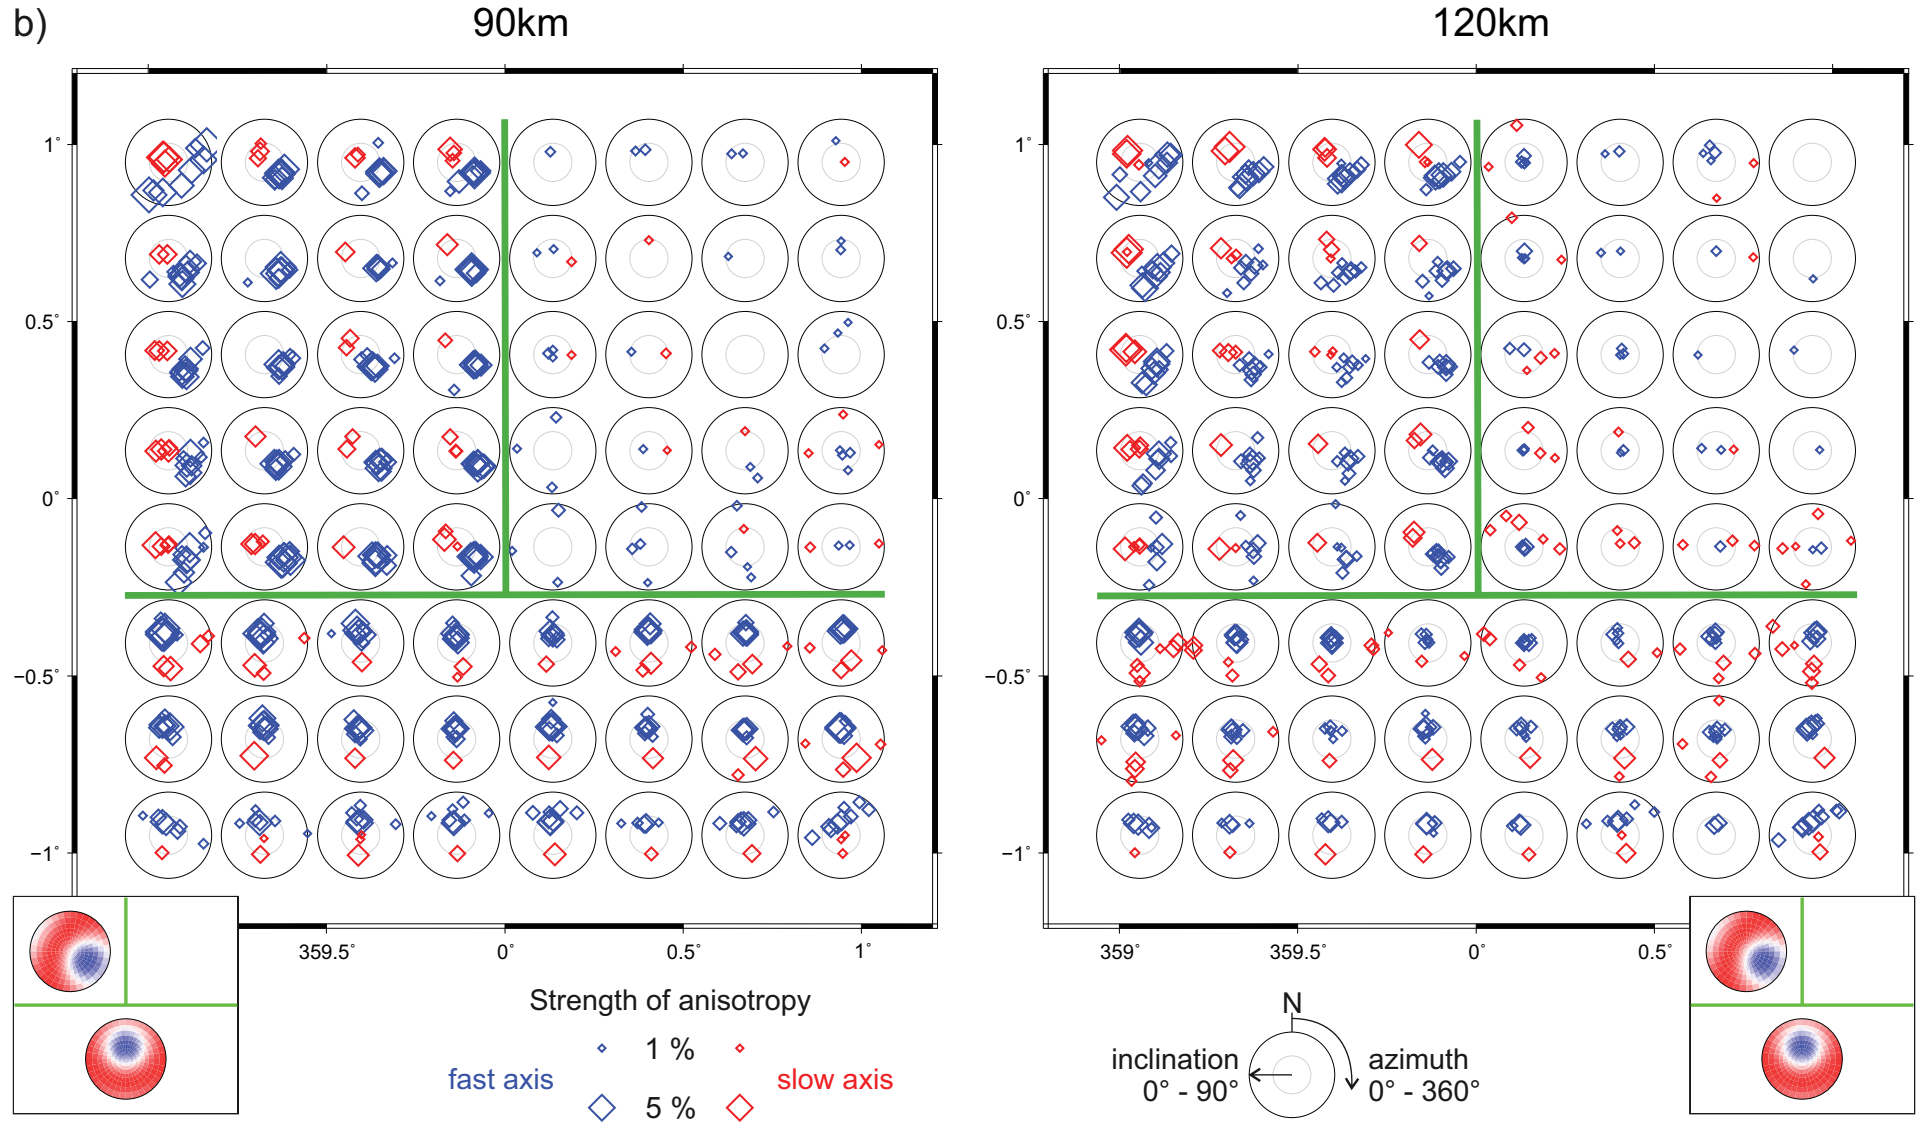 b)
90km
120km
1°
0.5°
0°
−0.5°
−1°
359.5°
0°
0.5°
1°
1°
0.5°
0°
−0.5°
−1°
359°
359.5°
0°
0.5°
Strength of anisotropy
1 %
fast axis
slow axis
5 %
N
inclination
0° - 90°
azimuth
0° - 360°